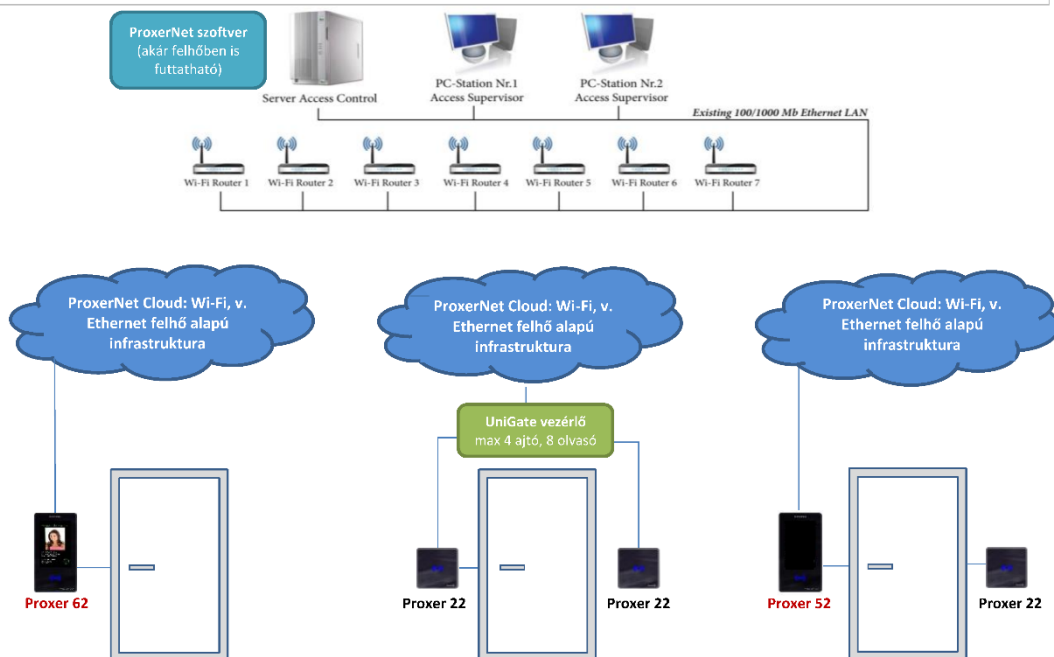 ProxerNet szoftver
(akár felhőben is
futtatható)
Server Access Control
PC-Station Nr.1
Access Supervisor
PC-Station Nr.2
Access Supervisor
Existing 100/1000 Mb Ethernet LAN
Wi-Fi Router 1
Wi-Fi Router 2
Wi-Fi Router 3
Wi-Fi Router 4
Wi-Fi Router 5
Wi-Fi Router 6
Wi-Fi Router 7
ProxerNet Cloud: Wi-Fi, v.
Ethernet felhő alapú
infrastruktura
ProxerNet Cloud: Wi-Fi, v.
Ethernet felhő alapú
infrastruktura
ProxerNet Cloud: Wi-Fi, v.
Ethernet felhő alapú
infrastruktura
UniGate vezérlő
max 4 ajtó, 8 olvasó
Proxer 62
Proxer 22
Proxer 22
Proxer 52
Proxer 22